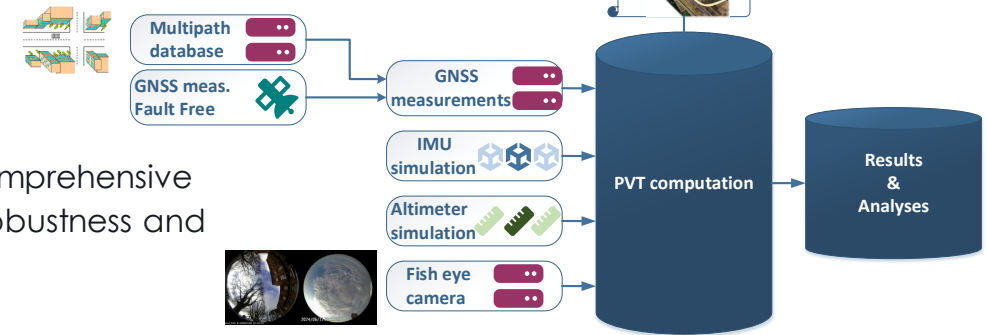 Multipath
database
GNSS meas.
Fault Free
GNSS
measurements
IMU
simulation
Altimeter
simulation
Fish eye
camera
PVT computation
Results
&
Analyses
mprehensive
obustness and